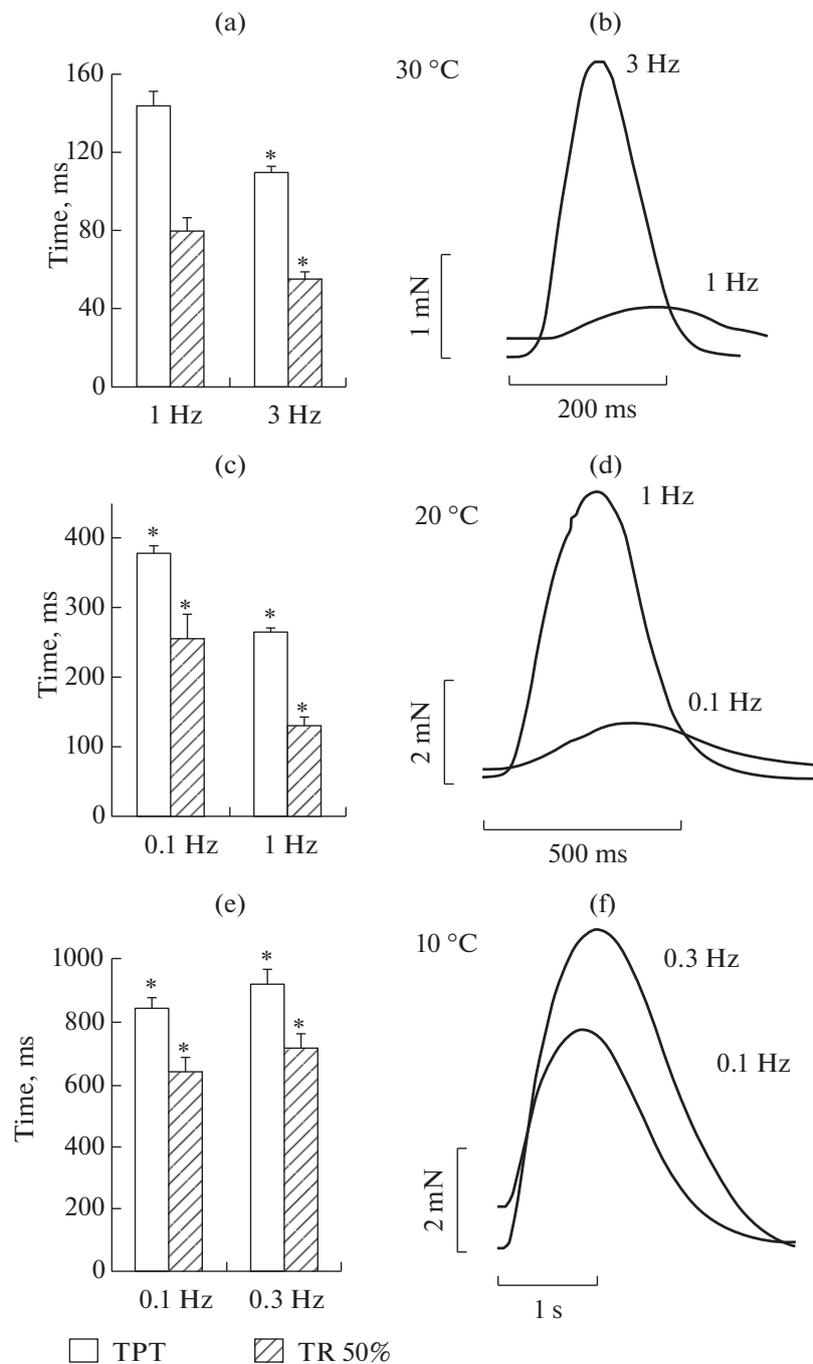 (a)
160
120
80
40
0
Time, ms
*
*
1 Hz
3 Hz
(b)
30 °C
3 Hz
1 Hz
1 mN
200 ms
(c)
400
300
200
100
0
Time, ms
*
*
*
*
0.1 Hz
1 Hz
(d)
20 °C
1 Hz
0.1 Hz
2 mN
500 ms
(e)
1000
800
600
400
200
0
Time, ms
*
*
*
*
0.1 Hz
0.3 Hz
(f)
10 °C
0.3 Hz
0.1 Hz
2 mN
1 s
TPT
TR 50%